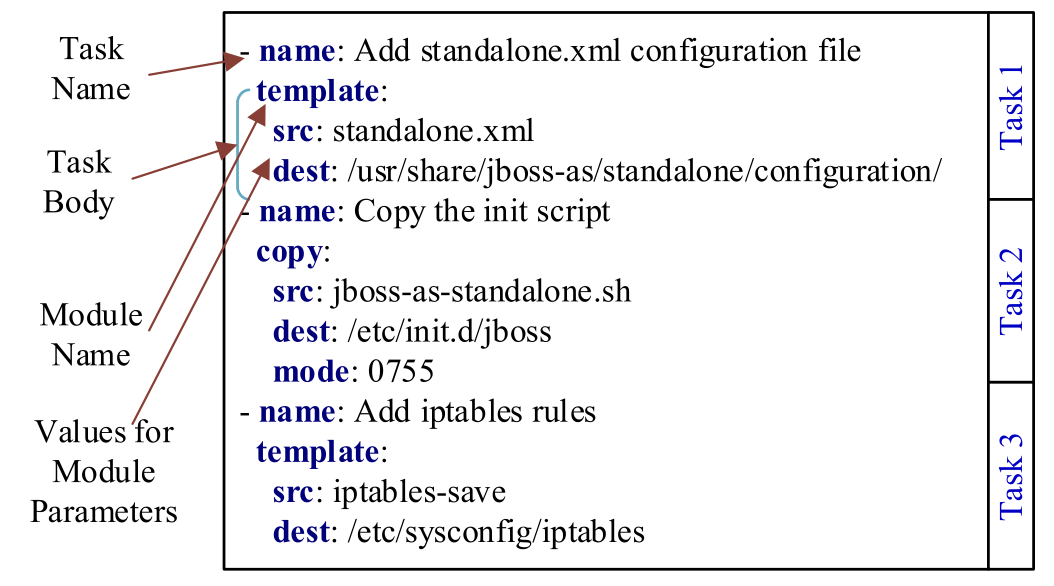 Task
Name
Task
Body
Module
Name
Values for
Module
Parameters
- name: Add standalone.xml configuration file
template:
src: standalone.xml
dest: /usr/share/jboss-as/standalone/configuration/
- name: Copy the init script
copy:
src: jboss-as-standalone.sh
dest: /etc/init.d/jboss
mode: 0755
- name: Add iptables rules
template:
src: iptables-save
dest: /etc/sysconfig/iptables
Task 1
Task 2
Task 3